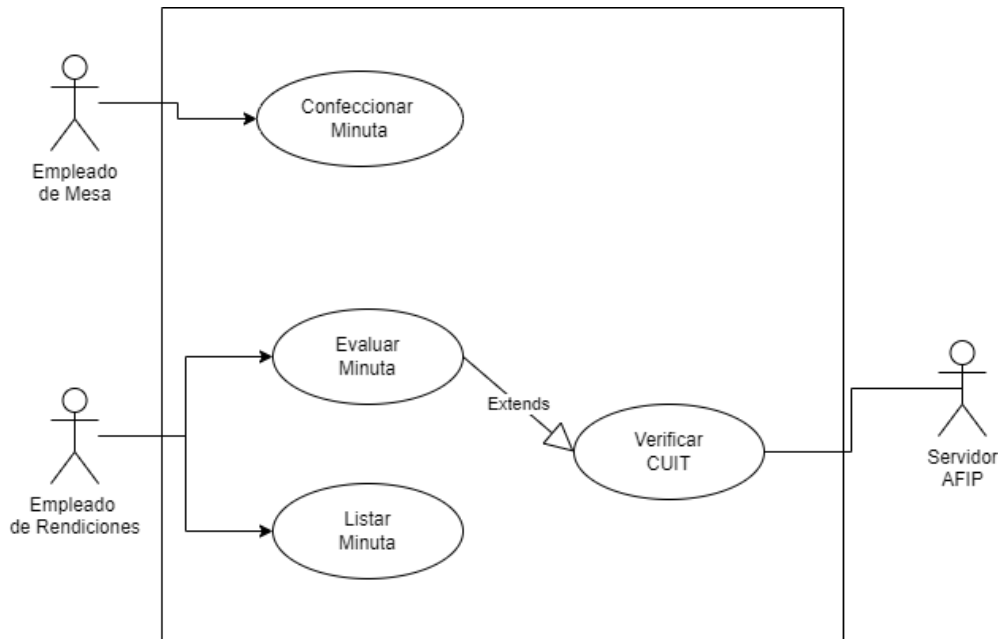 Confeccionar
Minuta
Empleado
de Mesa
Evaluar
Minuta
Extends
Verificar
CUIT
Servidor
AFIP
Empleado
de Rendiciones
Listar
Minuta